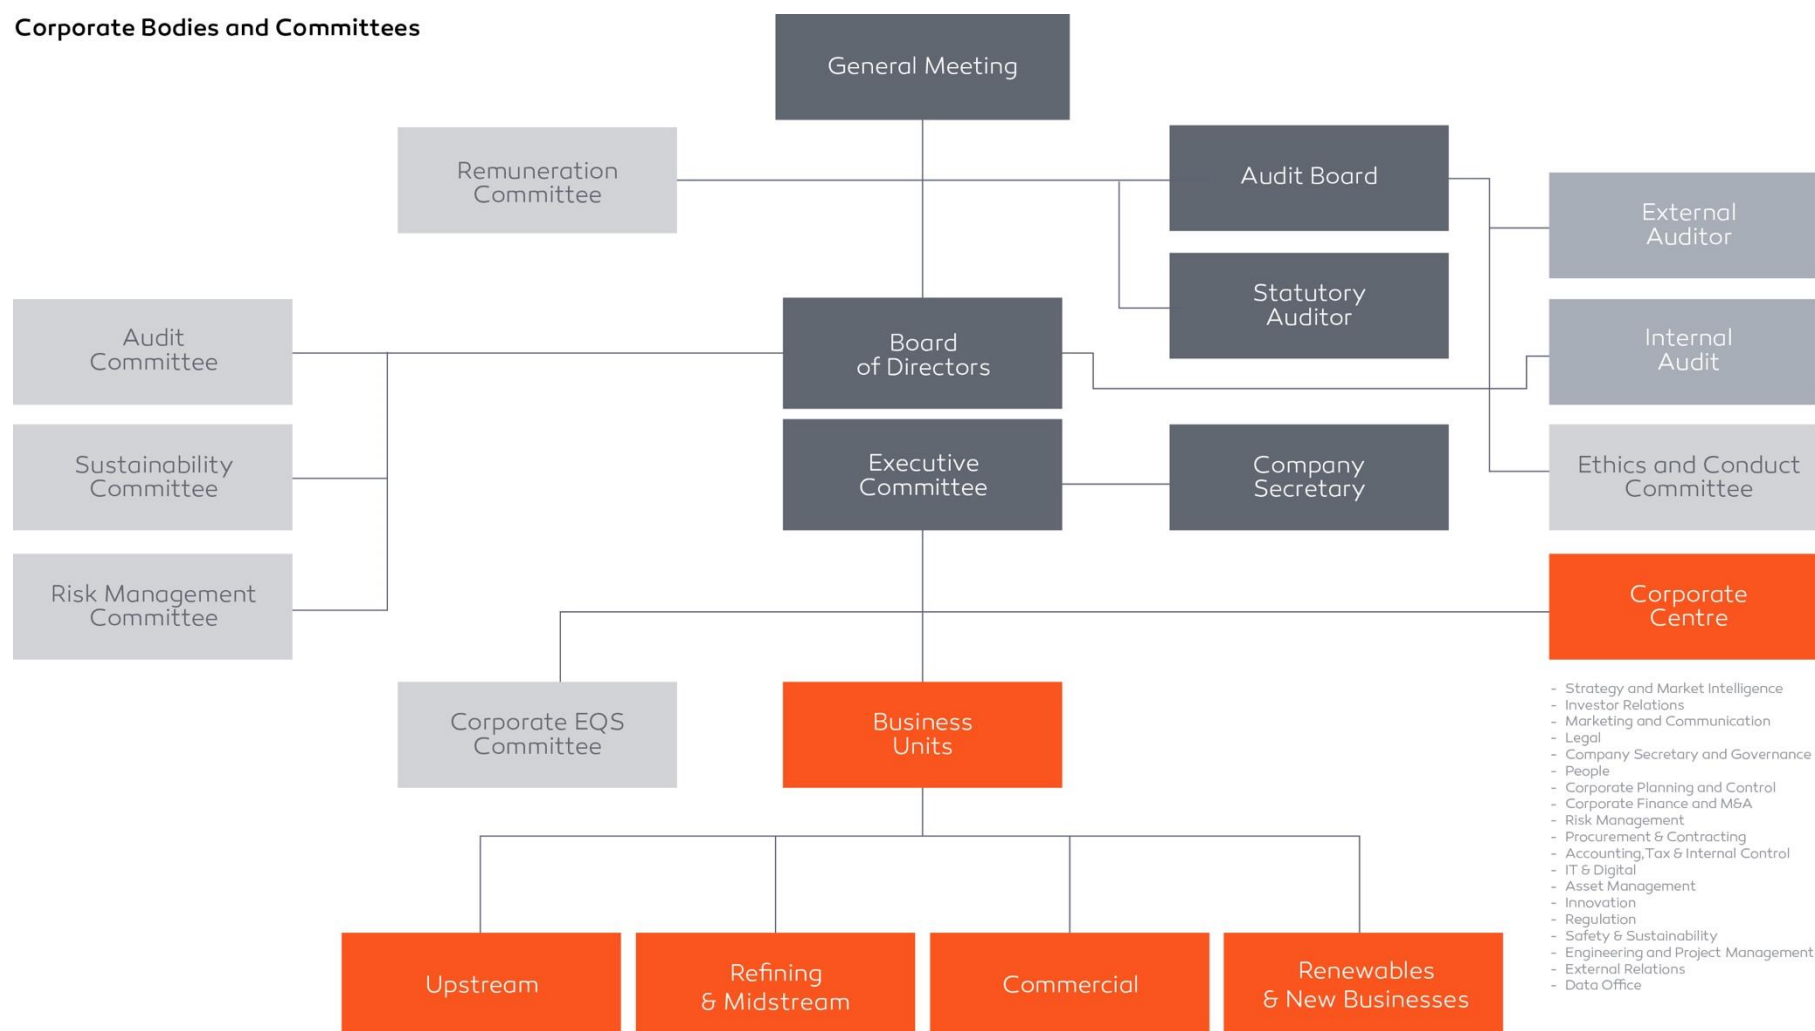 Corporate Bodies and Committees
General Meeting
Remuneration
Committee
Audit Board
External
Auditor
Statutory
Auditor
Audit
Committee
Board
of Directors
Internal
Audit
Sustainability
Committee
Executive
Committee
Company
Secretary
Ethics and Conduct
Committee
Risk Management
Committee
Corporate
Centre
Corporate EQS
Committee
Business
Units
- Strategy and Market Intelligence
- Investor Relations
- Marketing and Communication
- Legal
- Company Secretary and Governance
- People
- Corporate Planning and Control
- Corporate Finance and M&A
- Risk Management
- Procurement & Contracting
- Accounting,Tax & Internal Control
- IT & Digital
- Asset Management
- Innovation
- Regulation
- Safety & Sustainability
- Engineering and Project Management
- External Relations
- Data Office
Upstream
Refining
& Midstream
Commercial
Renewables
& New Businesses